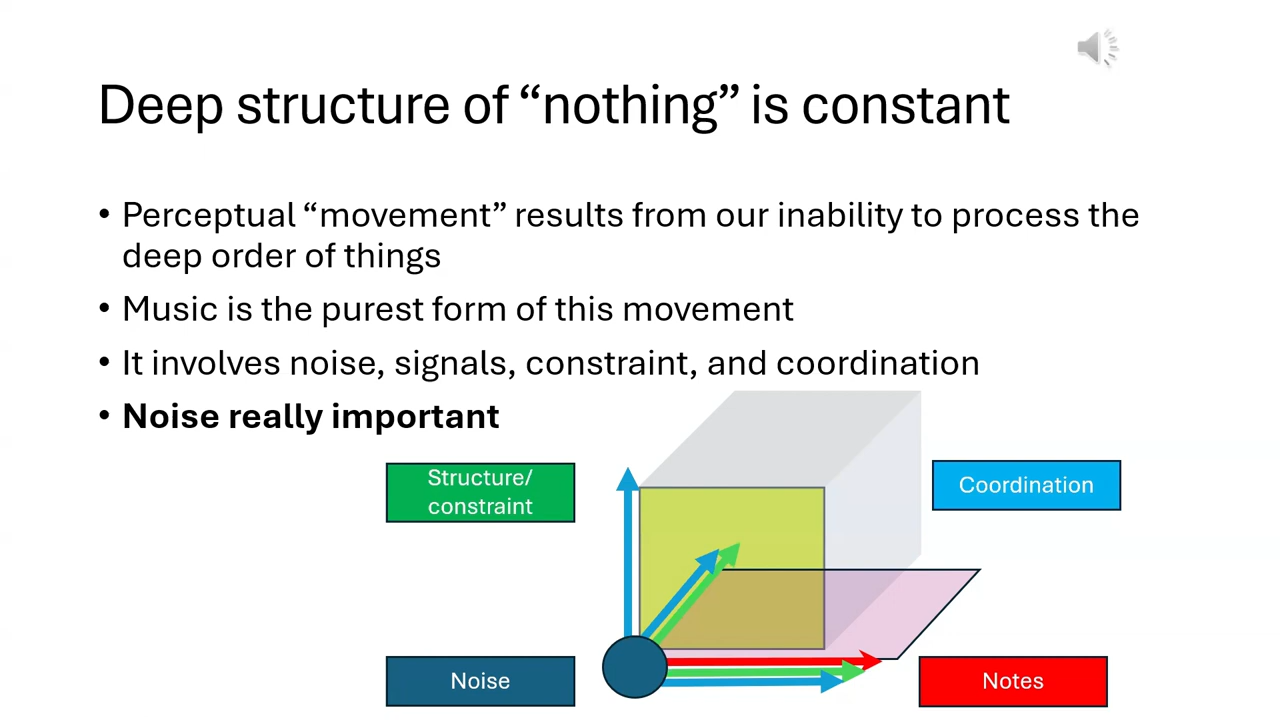 Deep structure of “nothing” is constant
• Perceptual “movement” results from our inability to process the
deep order of things
• Music is the purest form of this movement
• It involves noise, signals, constraint, and coordination
• Noise really important
Structure/
constraint
Coordination
Noise
Notes